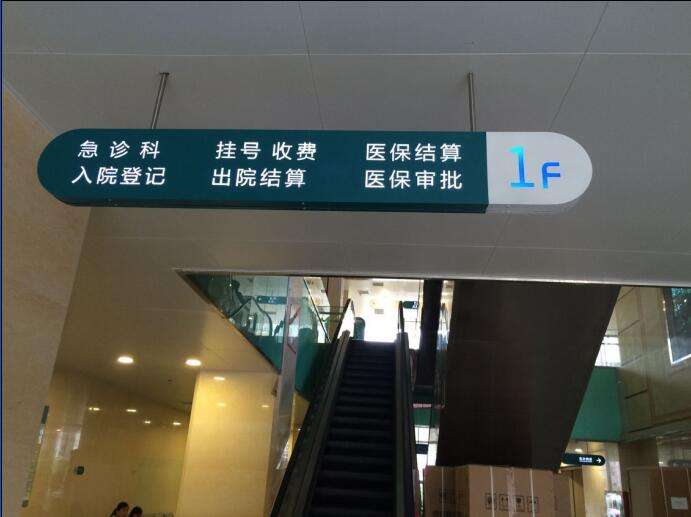 急诊科 挂号 收费 医保结算 1F
入院登记 出院结算 医保审批